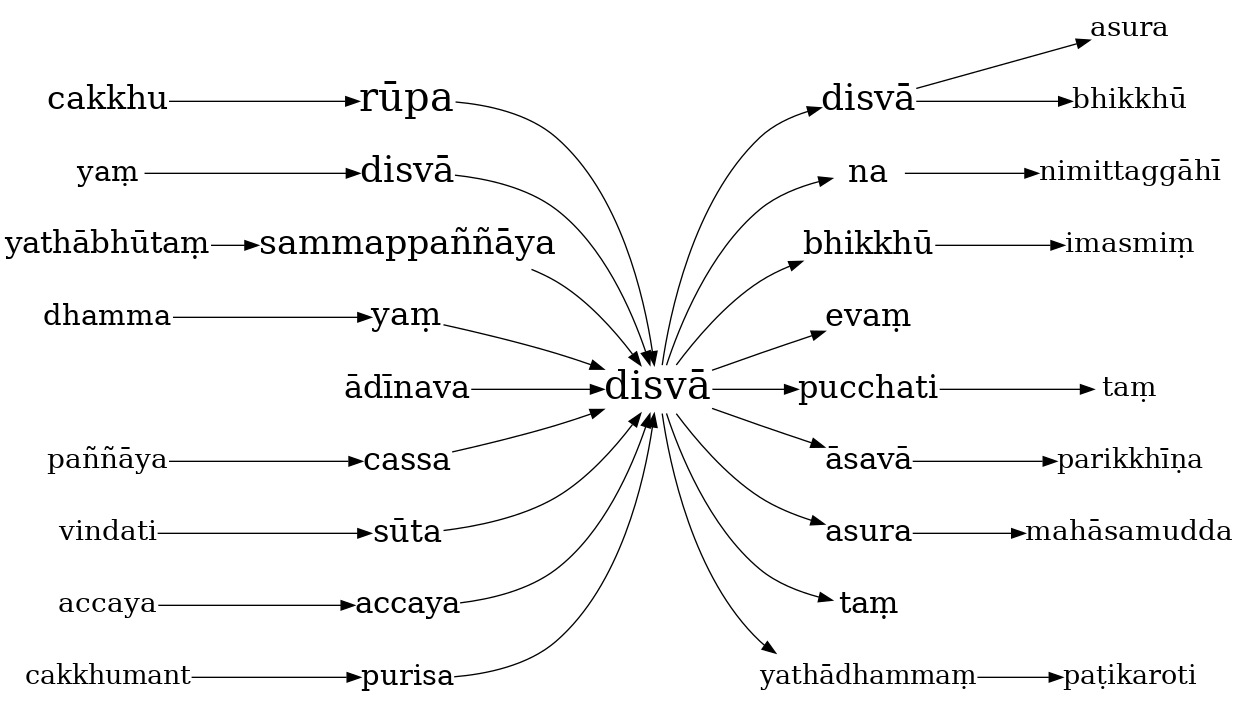 asura
cakkhu rūpa disvā bhikkhū
yaṃ disvā na nimittaggāhī
yathābhūtaṃ sammappaññāya bhikkhū imasmiṃ
dhamma yaṃ evaṃ
ādīnava disvā pucchati taṃ
paññāya cassa āsavā parikkhīṇa
vindati sūta asura mahāsamudda
accaya accaya taṃ
cakkhumant purisa yathādhammaṃ paṭikaroti